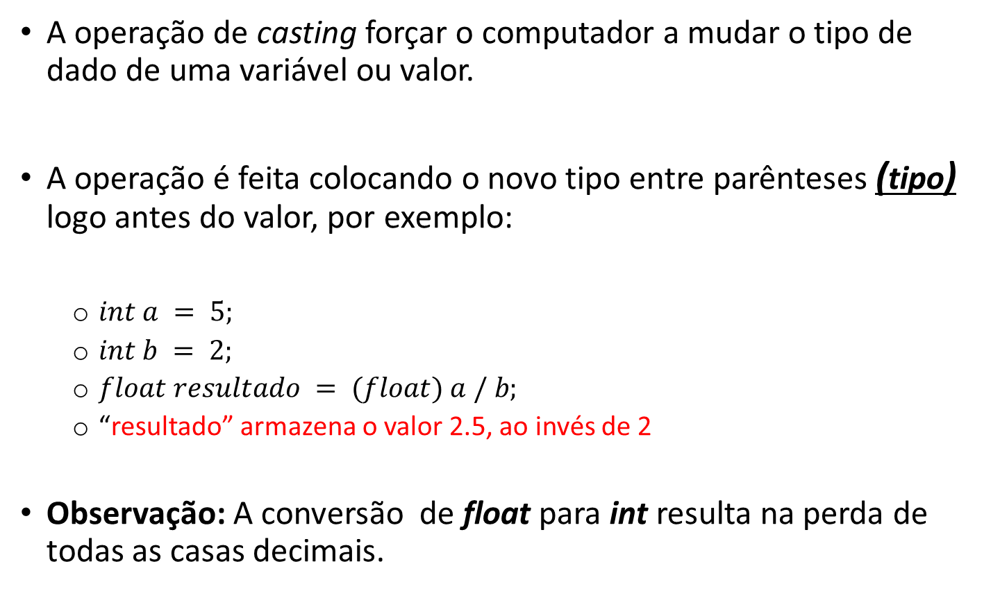 • A operação de casting forçar o computador a mudar o tipo de
dado de uma variável ou valor.
• A operação é feita colocando o novo tipo entre parênteses (tipo)
logo antes do valor, por exemplo:
o int a = 5;
o int b = 2;
o float resultado = (float) a / b;
o “resultado” armazena o valor 2.5, ao invés de 2
• Observação: A conversão de float para int resulta na perda de
todas as casas decimais.